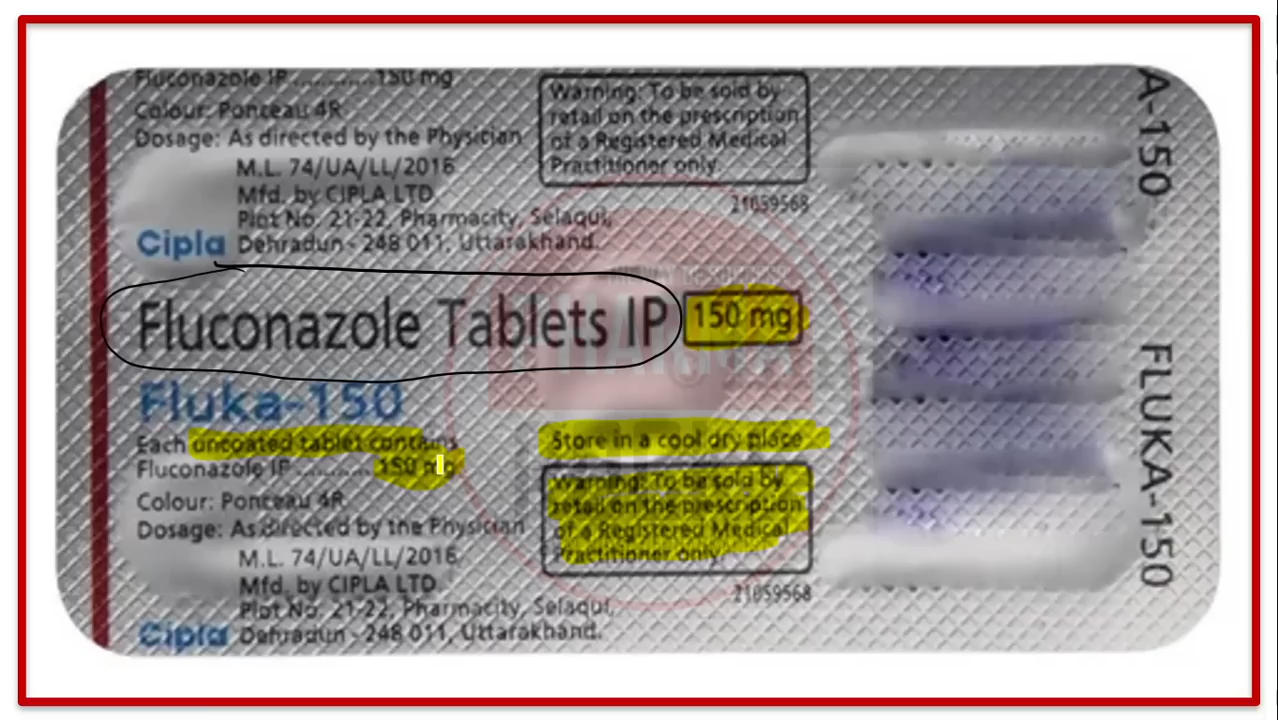 Fluconazole IP ..............150 mg
Colour: Ponceau 4R
Dosage: As directed by the Physician
M.L. 74/UA/LL/2016
Mfd. by CIPLA LTD.
Plot No. 21-22, Pharmacity, Selaqui,
Cipla Dehradun - 248 011, Uttarakhand.
Warning: To be sold by
retail on the prescription
of a Registered Medical
Practitioner only.
21059568
Fluconazole Tablets IP 150 mg
Fluka-150
Each uncoated tablet contains
Fluconazole IP ............. 150 mg
Colour: Ponceau 4R
Dosage: As directed by the Physician
M.L. 74/UA/LL/2016
Mfd. by CIPLA LTD.
Plot No. 21-22, Pharmacity, Selaqui,
Cipla Dehradun - 248 011, Uttarakhand.
Store in a cool dry place
Warning: To be sold by
retail on the prescription
of a Registered Medical
Practitioner only.
21059568
A-150
FLUKA-150